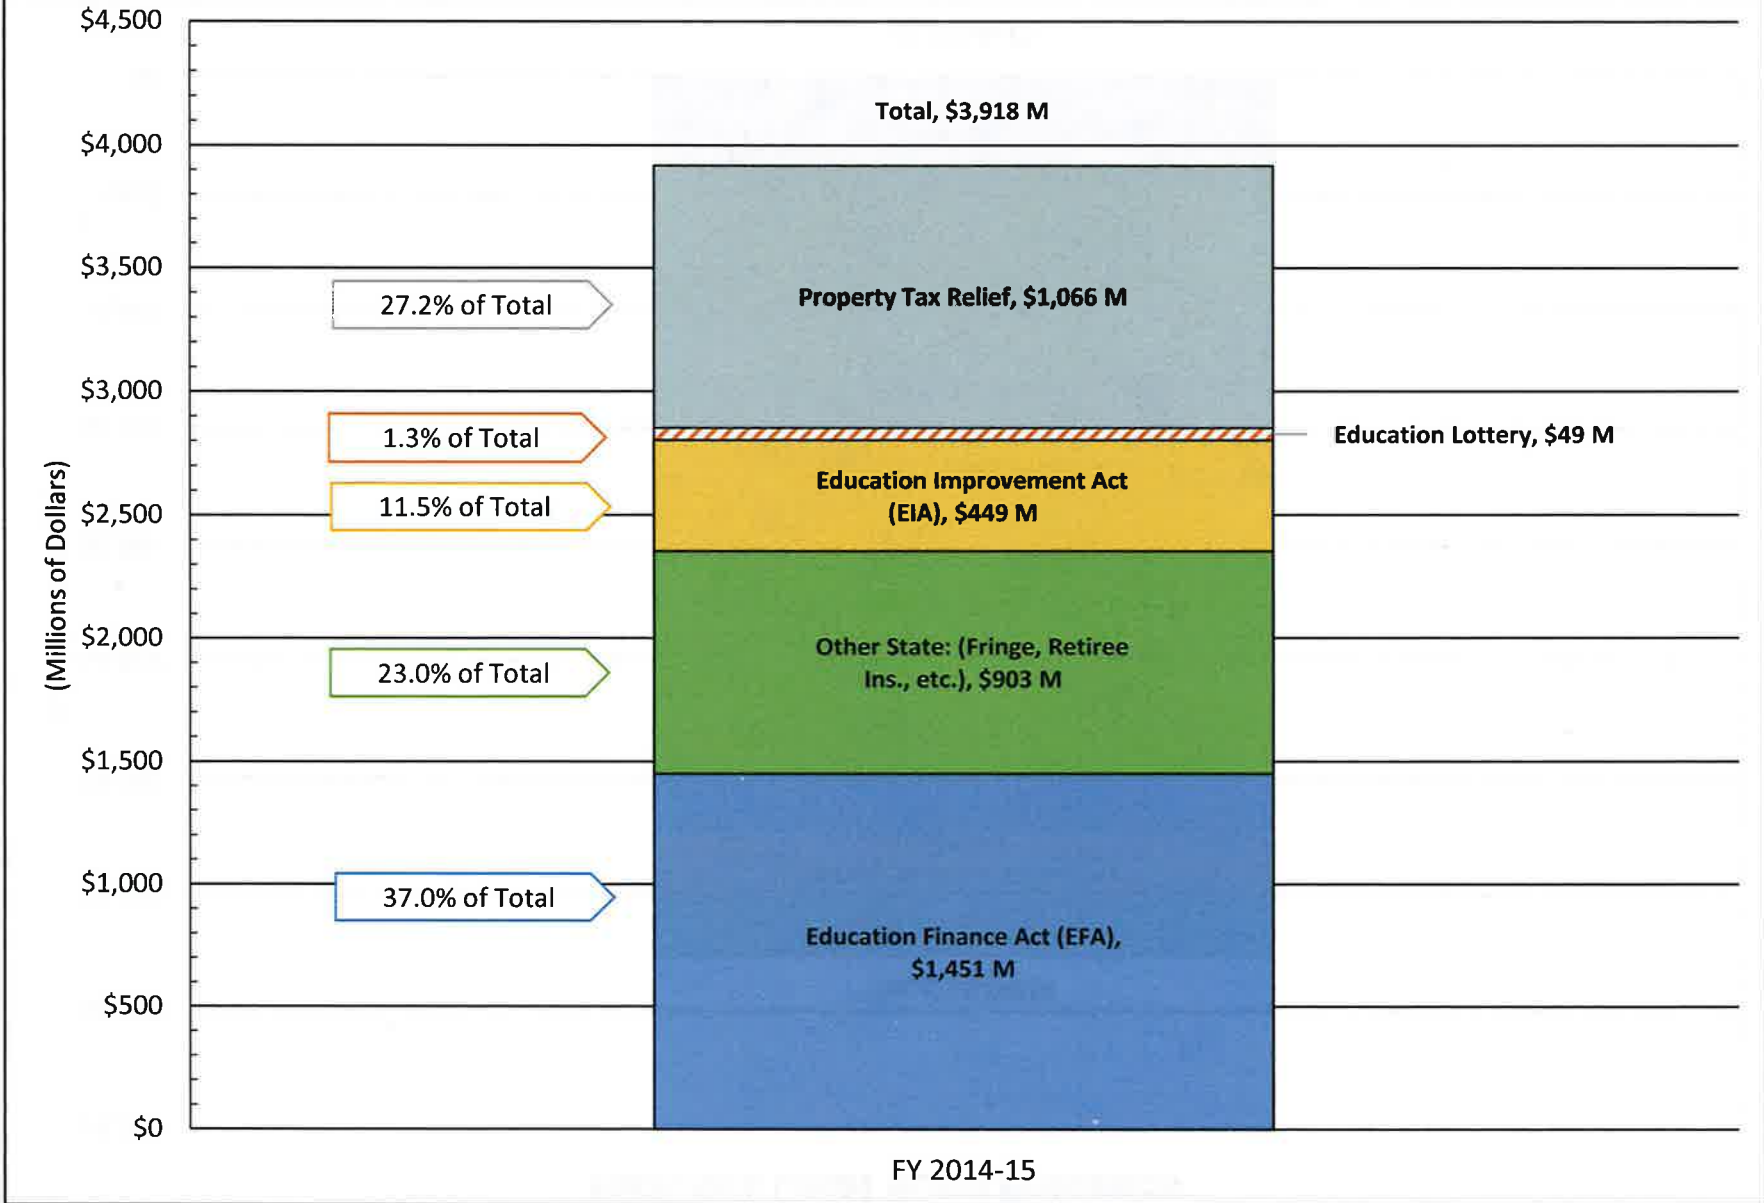 $4,500
Total, $3,918 M
$4,000
$3,500
27.2% of Total
Property Tax Relief, $1,066 M
$3,000
1.3% of Total
Education Lottery, $49 M
Education Improvement Act
(EIA), $449 M
11.5% of Total
$2,500
(Millions of Dollars)
$2,000
Other State: (Fringe, Retiree
Ins., etc.), $903 M
23.0% of Total
$1,500
$1,000
37.0% of Total
Education Finance Act (EFA),
$1,451 M
$500
$0
FY 2014-15